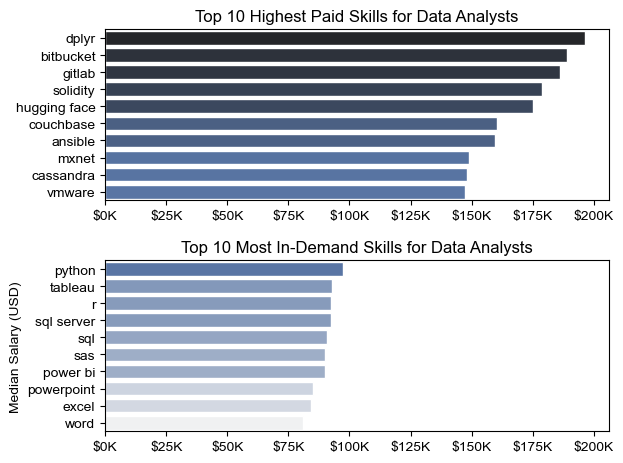 Top 10 Highest Paid Skills for Data Analysts
dplyr
bitbucket
gitlab
solidity
hugging face
couchbase
ansible
mxnet
cassandra
vmware
$0K $25K $50K $75K $100K $125K $150K $175K $200K
Top 10 Most In-Demand Skills for Data Analysts
Median Salary (USD)
python
tableau
r
sql server
sql
sas
power bi
powerpoint
excel
word
$0K $25K $50K $75K $100K $125K $150K $175K $200K